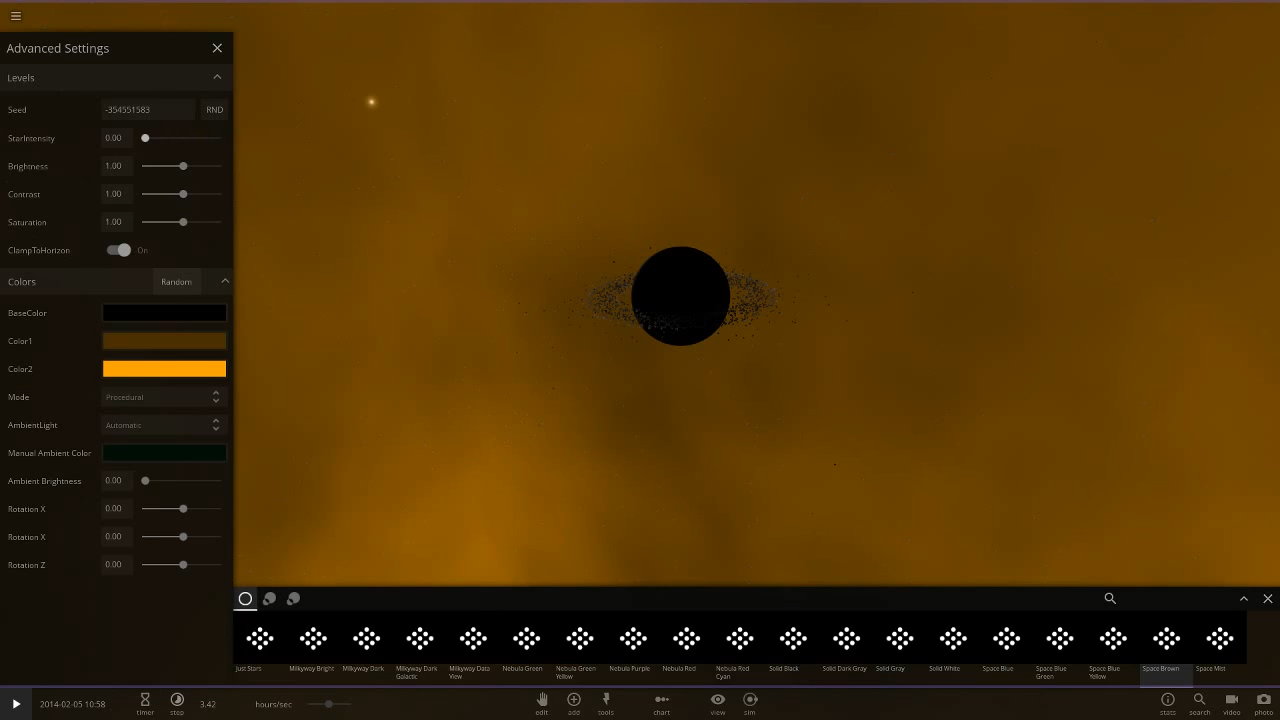 Advanced Settings
Levels
Seed -354551583 RND
StarIntensity 0.00
Brightness 1.00
Contrast 1.00
Saturation 1.00
ClampToHorizon On
Colors Random
BaseColor
Color1
Color2
Mode Procedural
AmbientLight Automatic
Manual Ambient Color
Ambient Brightness 0.00
Rotation X 0.00
Rotation X 0.00
Rotation Z 0.00
Just Stars
Milkyway Bright
Milkyway Dark
Milkyway Dark
Galactic
Milkyway Data
View
Nebula Green
Nebula Green
Yellow
Nebula Purple
Nebula Red
Nebula Red
Cyan
Solid Black
Solid Dark Gray
Solid Gray
Solid White
Space Blue
Space Blue
Green
Space Blue
Yellow
Space Brown
Space Mist
2014-02-05 10:58 timer step 3.42 hours/sec edit add tools chart view sim stats search video photo